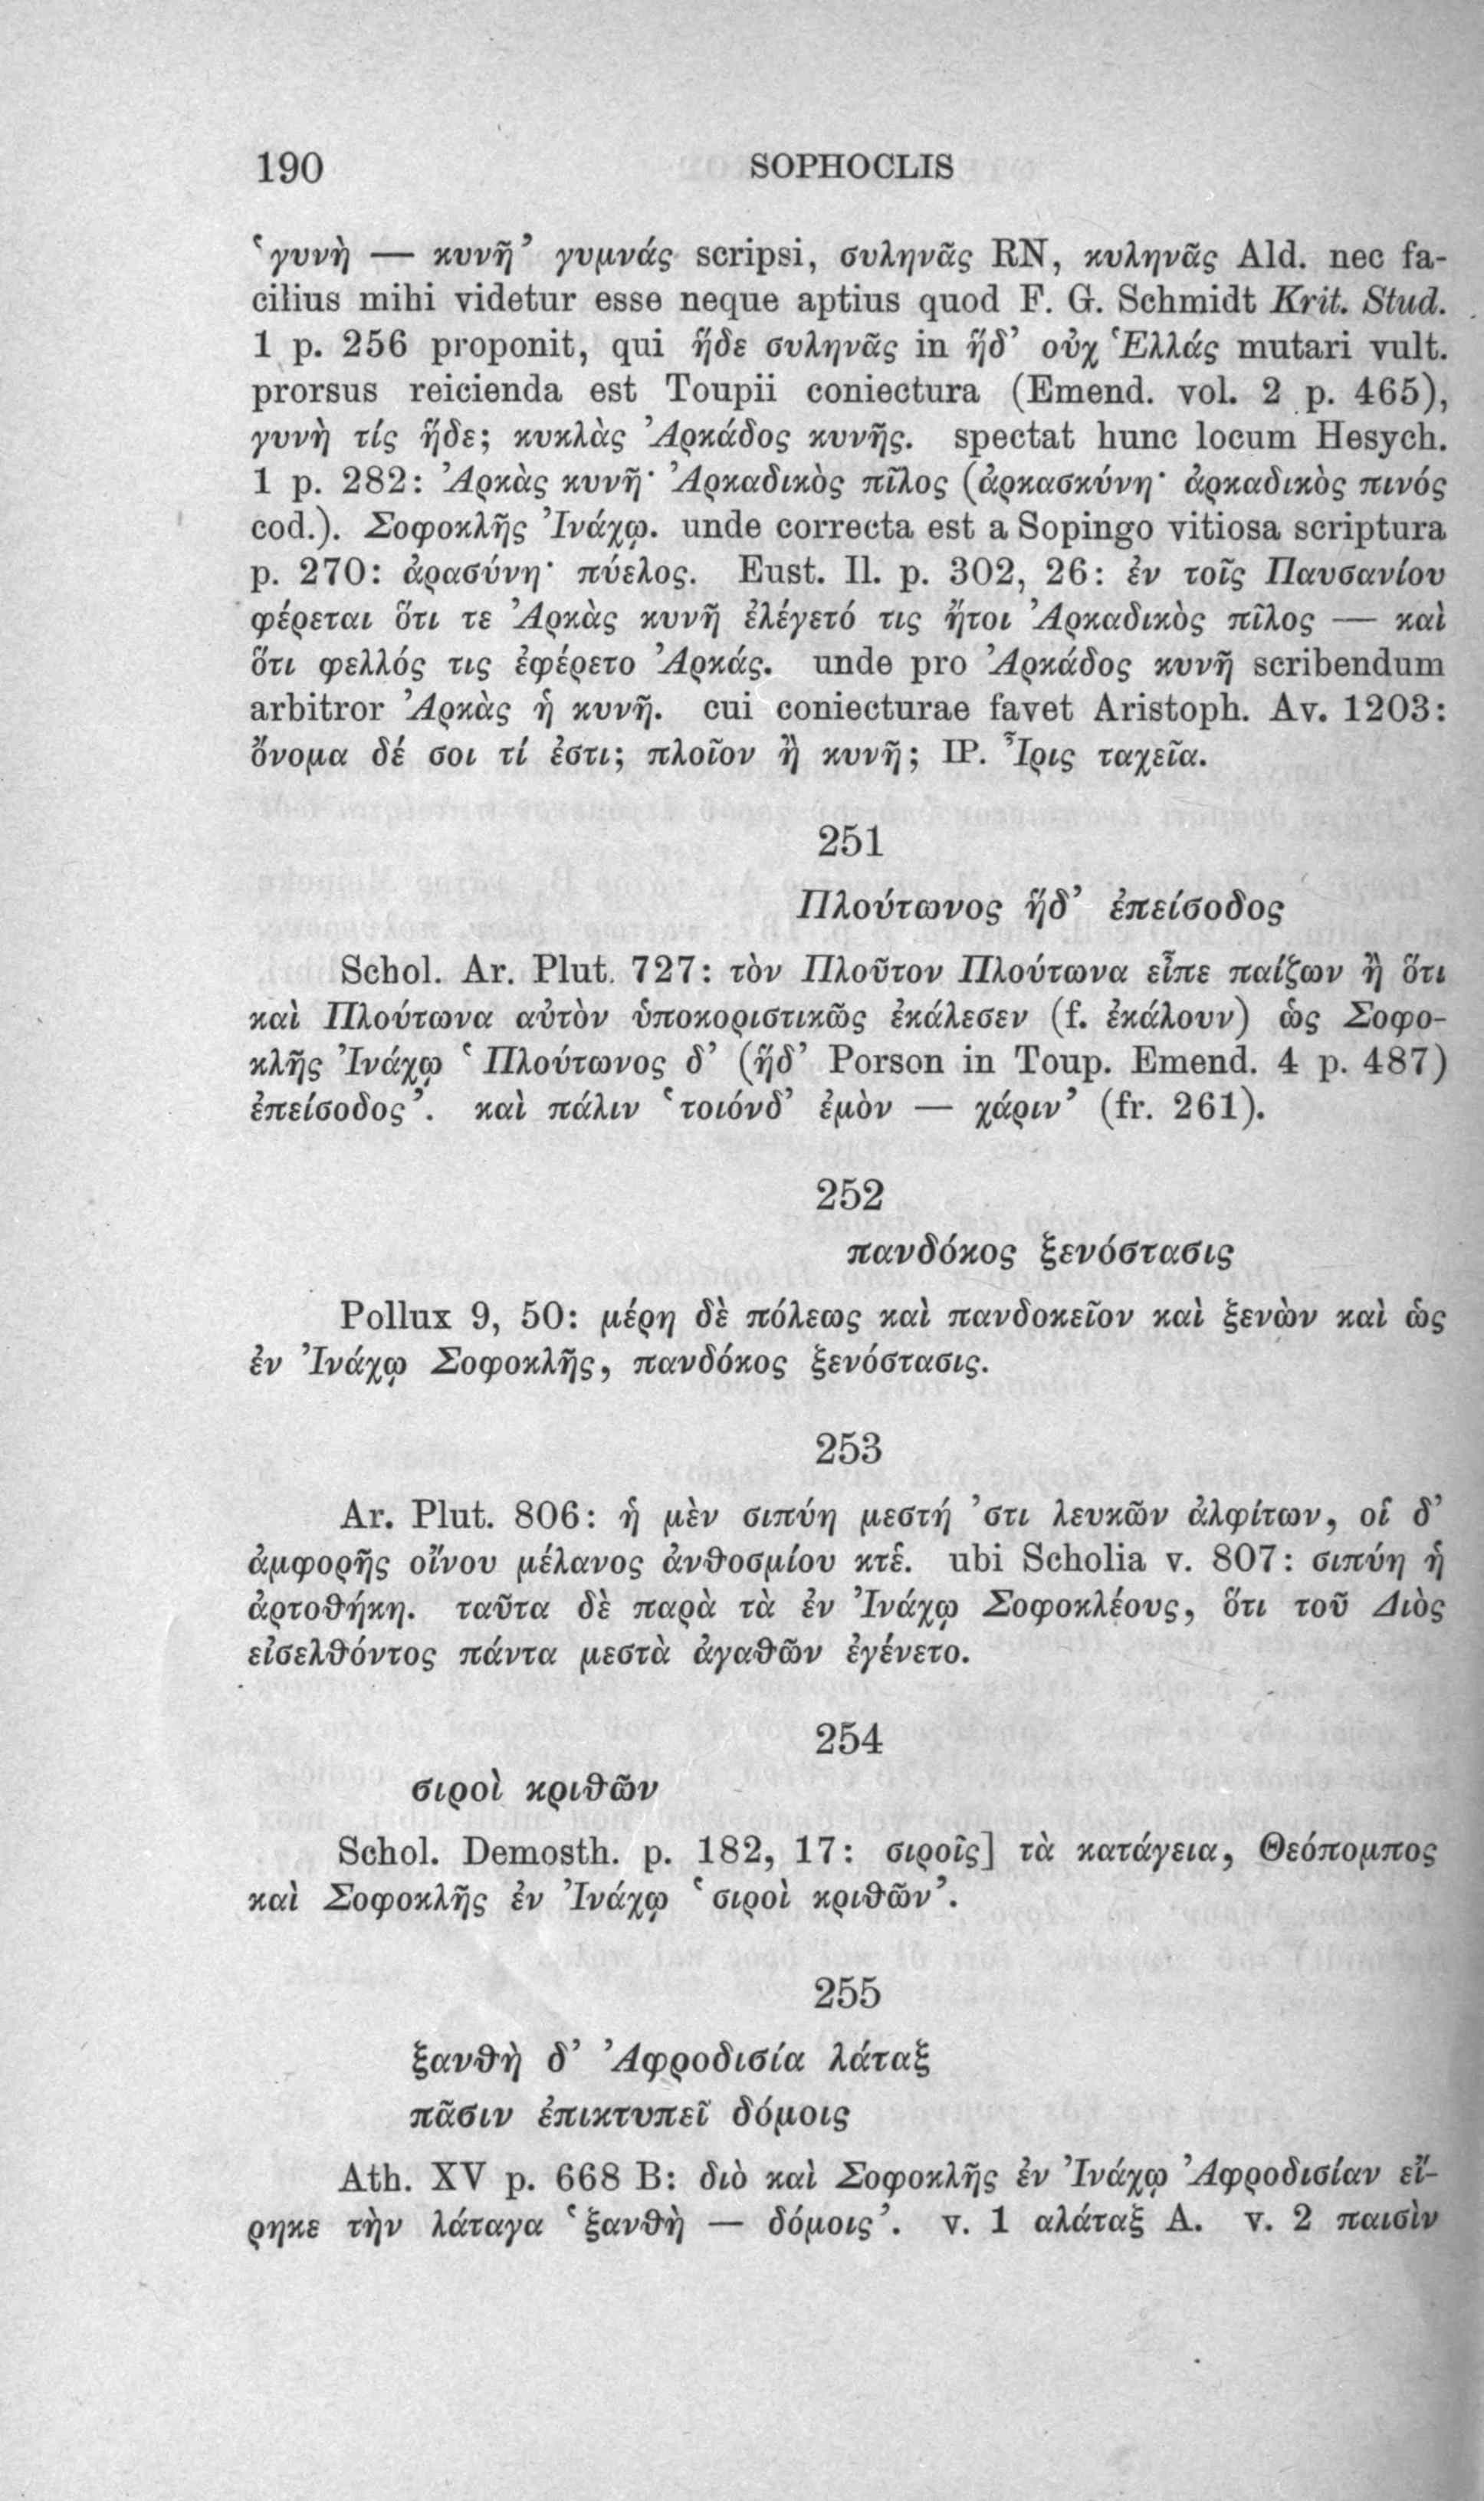 190 SOPHOCLIS
‘γυνὴ — κυνῆ’ γυμνάς scripsi, συληνᾶς RN, κυληνᾶς Ald. nec fa-
cilius mihi videtur esse neque aptius quod F. G. Schmidt Krit. Stud.
1 p. 256 proponit, qui ἥδε συληνᾶς in ἥδ’ οὐχ Ἑλλάς mutari vult.
prorsus reicienda est Toupii coniectura (Emend. vol. 2 p. 465),
γυνὴ τίς ἥδε; κυκλὰς Ἀρκάδος κυνῆς. spectat hunc locum Hesych.
1 p. 282: Ἀρκὰς κυνῆ· Ἀρκαδικὸς πῖλος (ἀρκασκύνη· ἀρκαδικὸς πινός
cod.). Σοφοκλῆς Ἰνάχῳ. unde correcta est a Sopingo vitiosa scriptura
p. 270: ἀρασύνη· πύελος. Eust. Il. p. 302, 26: ἐν τοῖς Παυσανίου
φέρεται ὅτι τε Ἀρκὰς κυνῆ ἐλέγετό τις ἤτοι Ἀρκαδικὸς πῖλος — καὶ
ὅτι φελλός τις ἐφέρετο Ἀρκάς. unde pro Ἀρκάδος κυνῆ scribendum
arbitror Ἀρκὰς ἡ κυνῆ. cui coniecturae favet Aristoph. Av. 1203:
ὄνομα δέ σοι τί ἐστι; πλοῖον ἢ κυνῆ; ΙΡ. Ἶρις ταχεῖα.
251
Πλούτωνος ἥδ’ ἐπείσοδος
Schol. Ar. Plut. 727: τὸν Πλοῦτον Πλούτωνα εἶπε παίζων ἢ ὅτι
καὶ Πλούτωνα αὐτὸν ὑποκοριστικῶς ἐκάλεσεν (f. ἐκάλουν) ὡς Σοφο-
κλῆς Ἰνάχῳ ‘Πλούτωνος δ’ (ἥδ’ Porson in Toup. Emend. 4 p. 487)
ἐπείσοδος’. καὶ πάλιν ‘τοιόνδ’ ἐμὸν — χάριν’ (fr. 261).
252
πανδόκος ξενόστασις
Pollux 9, 50: μέρη δὲ πόλεως καὶ πανδοκεῖον καὶ ξενὼν καὶ ὡς
ἐν Ἰνάχῳ Σοφοκλῆς, πανδόκος ξενόστασις.
253
Ar. Plut. 806: ἡ μὲν σιπύη μεστή ’στι λευκῶν ἀλφίτων, οἱ δ’
ἀμφορῆς οἴνου μέλανος ἀνθοσμίου κτἑ. ubi Scholia v. 807: σιπύη ἡ
ἀρτοθήκη. ταῦτα δὲ παρὰ τὰ ἐν Ἰνάχῳ Σοφοκλέους, ὅτι τοῦ Διὸς
εἰσελθόντος πάντα μεστὰ ἀγαθῶν ἐγένετο.
254
σιροὶ κριθῶν
Schol. Demosth. p. 182, 17: σιροῖς] τὰ κατάγεια, Θεόπομπος
καὶ Σοφοκλῆς ἐν Ἰνάχῳ ‘σιροὶ κριθῶν’.
255
ξανθὴ δ’ Ἀφροδισία λάταξ
πᾶσιν ἐπικτυπεῖ δόμοις
Ath. XV p. 668 B: διὸ καὶ Σοφοκλῆς ἐν Ἰνάχῳ Ἀφροδισίαν εἴ-
ρηκε τὴν λάταγα ‘ξανθὴ — δόμοις’. v. 1 αλάταξ A. v. 2 παισὶν